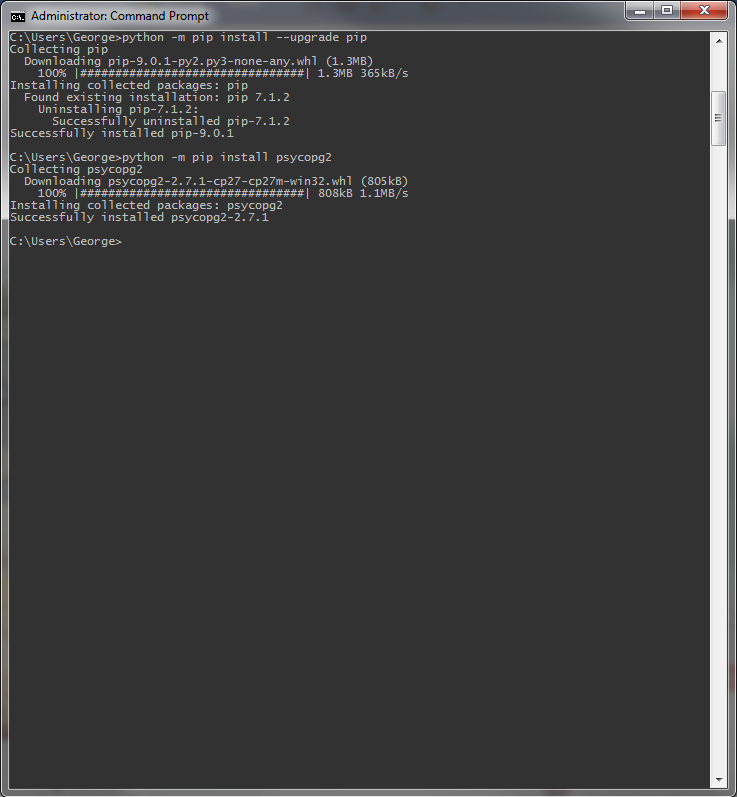 Administrator: Command Prompt
C:\Users\George>python -m pip install --upgrade pip
Collecting pip
  Downloading pip-9.0.1-py2.py3-none-any.whl (1.3MB)
    100% |################################| 1.3MB 365kB/s
Installing collected packages: pip
  Found existing installation: pip 7.1.2
    Uninstalling pip-7.1.2:
      Successfully uninstalled pip-7.1.2
Successfully installed pip-9.0.1
C:\Users\George>python -m pip install psycopg2
Collecting psycopg2
  Downloading psycopg2-2.7.1-cp27-cp27m-win32.whl (805kB)
    100% |################################| 808kB 1.1MB/s
Installing collected packages: psycopg2
Successfully installed psycopg2-2.7.1
C:\Users\George>